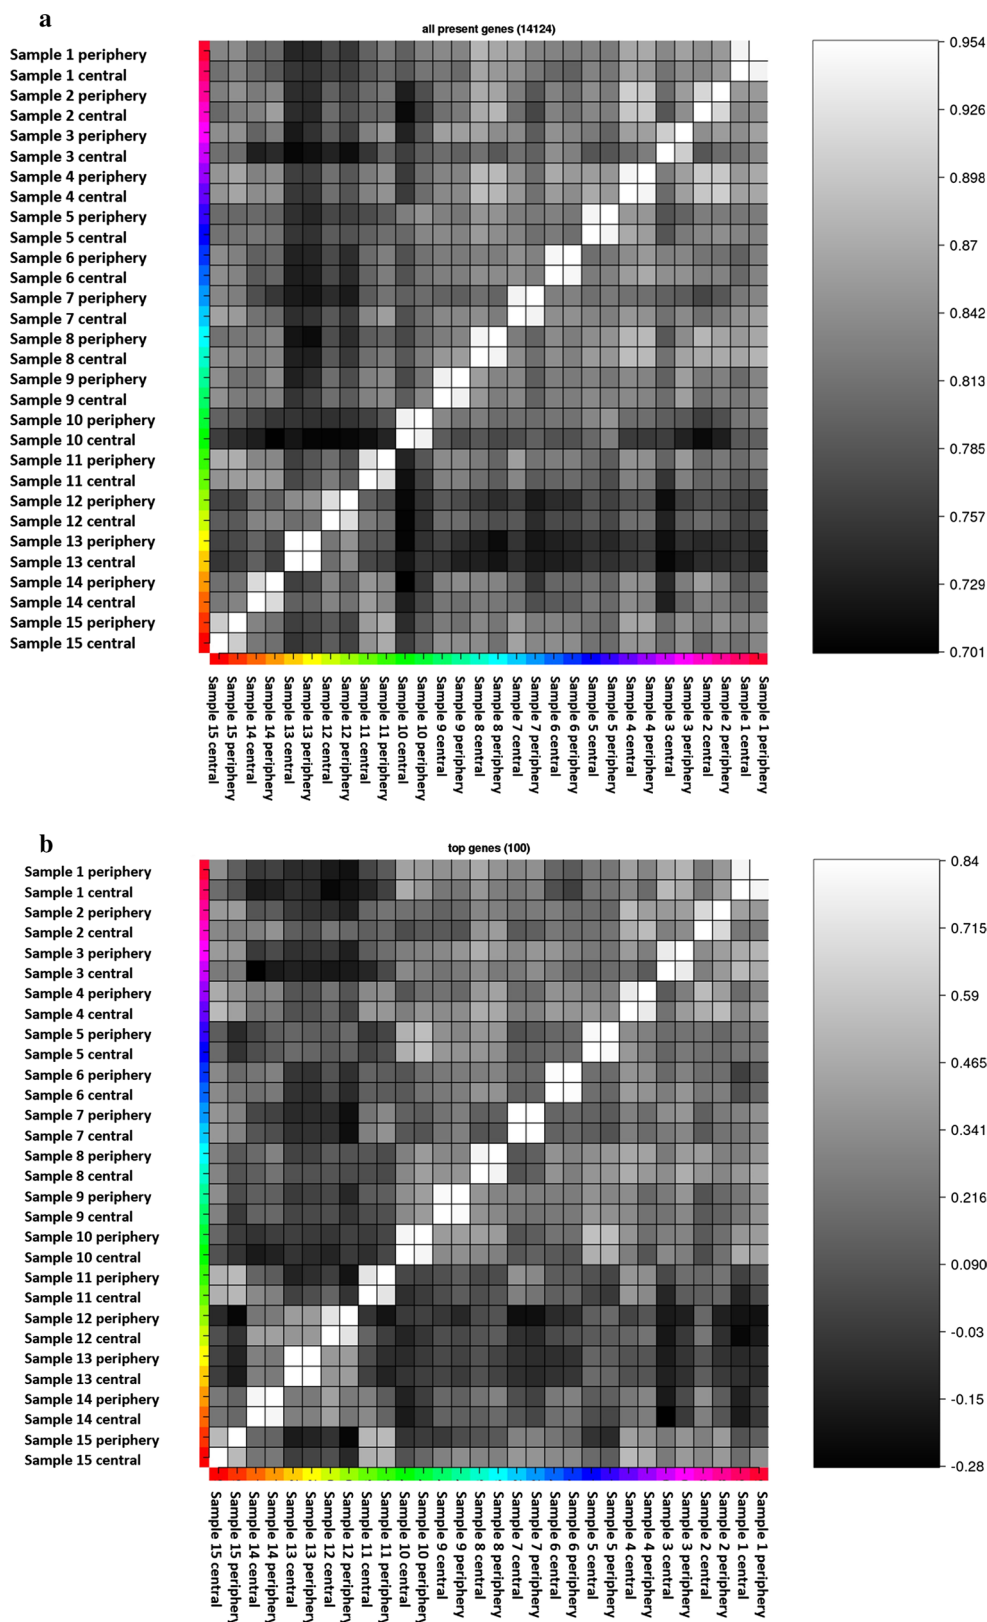 a
all present genes (14124)
Sample 1 periphery
Sample 1 central
Sample 2 periphery
Sample 2 central
Sample 3 periphery
Sample 3 central
Sample 4 periphery
Sample 4 central
Sample 5 periphery
Sample 5 central
Sample 6 periphery
Sample 6 central
Sample 7 periphery
Sample 7 central
Sample 8 periphery
Sample 8 central
Sample 9 periphery
Sample 9 central
Sample 10 periphery
Sample 10 central
Sample 11 periphery
Sample 11 central
Sample 12 periphery
Sample 12 central
Sample 13 periphery
Sample 13 central
Sample 14 periphery
Sample 14 central
Sample 15 periphery
Sample 15 central
0.954
0.926
0.898
0.87
0.842
0.813
0.785
0.757
0.729
0.701
Sample 15 central
Sample 15 periphery
Sample 14 central
Sample 14 periphery
Sample 13 central
Sample 13 periphery
Sample 12 central
Sample 12 periphery
Sample 11 central
Sample 11 periphery
Sample 10 central
Sample 10 periphery
Sample 9 central
Sample 9 periphery
Sample 8 central
Sample 8 periphery
Sample 7 central
Sample 7 periphery
Sample 6 central
Sample 6 periphery
Sample 5 central
Sample 5 periphery
Sample 4 central
Sample 4 periphery
Sample 3 central
Sample 3 periphery
Sample 2 central
Sample 2 periphery
Sample 1 central
Sample 1 periphery
b
top genes (100)
Sample 1 periphery
Sample 1 central
Sample 2 periphery
Sample 2 central
Sample 3 periphery
Sample 3 central
Sample 4 periphery
Sample 4 central
Sample 5 periphery
Sample 5 central
Sample 6 periphery
Sample 6 central
Sample 7 periphery
Sample 7 central
Sample 8 periphery
Sample 8 central
Sample 9 periphery
Sample 9 central
Sample 10 periphery
Sample 10 central
Sample 11 periphery
Sample 11 central
Sample 12 periphery
Sample 12 central
Sample 13 periphery
Sample 13 central
Sample 14 periphery
Sample 14 central
Sample 15 periphery
Sample 15 central
0.84
0.715
0.59
0.465
0.341
0.216
0.090
-0.03
-0.15
-0.28
Sample 15 central
Sample 15 periphery
Sample 14 central
Sample 14 periphery
Sample 13 central
Sample 13 periphery
Sample 12 central
Sample 12 periphery
Sample 11 central
Sample 11 periphery
Sample 10 central
Sample 10 periphery
Sample 9 central
Sample 9 periphery
Sample 8 central
Sample 8 periphery
Sample 7 central
Sample 7 periphery
Sample 6 central
Sample 6 periphery
Sample 5 central
Sample 5 periphery
Sample 4 central
Sample 4 periphery
Sample 3 central
Sample 3 periphery
Sample 2 central
Sample 2 periphery
Sample 1 central
Sample 1 periphery